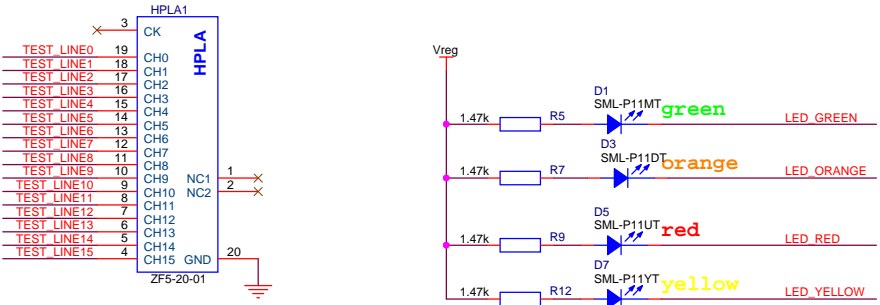 HPLA1
3 CK
HPLA
TEST_LINE0 19 CH0
TEST_LINE1 18 CH1
TEST_LINE2 17 CH2
TEST_LINE3 16 CH3
TEST_LINE4 15 CH4
TEST_LINE5 14 CH5
TEST_LINE6 13 CH6
TEST_LINE7 12 CH7
TEST_LINE8 11 CH8
TEST_LINE9 10 CH9 NC1 1
TEST_LINE10 9 CH10 NC2 2
TEST_LINE11 8 CH11
TEST_LINE12 7 CH12
TEST_LINE13 6 CH13
TEST_LINE14 5 CH14
TEST_LINE15 4 CH15 GND 20
ZF5-20-01
Vreg
D1
SML-P11MT green
1.47k R5 LED_GREEN
D3
SML-P11DT orange
1.47k R7 LED_ORANGE
D5
SML-P11UT red
1.47k R9 LED_RED
D7
SML-P11YT yellow
1.47k R12 LED_YELLOW